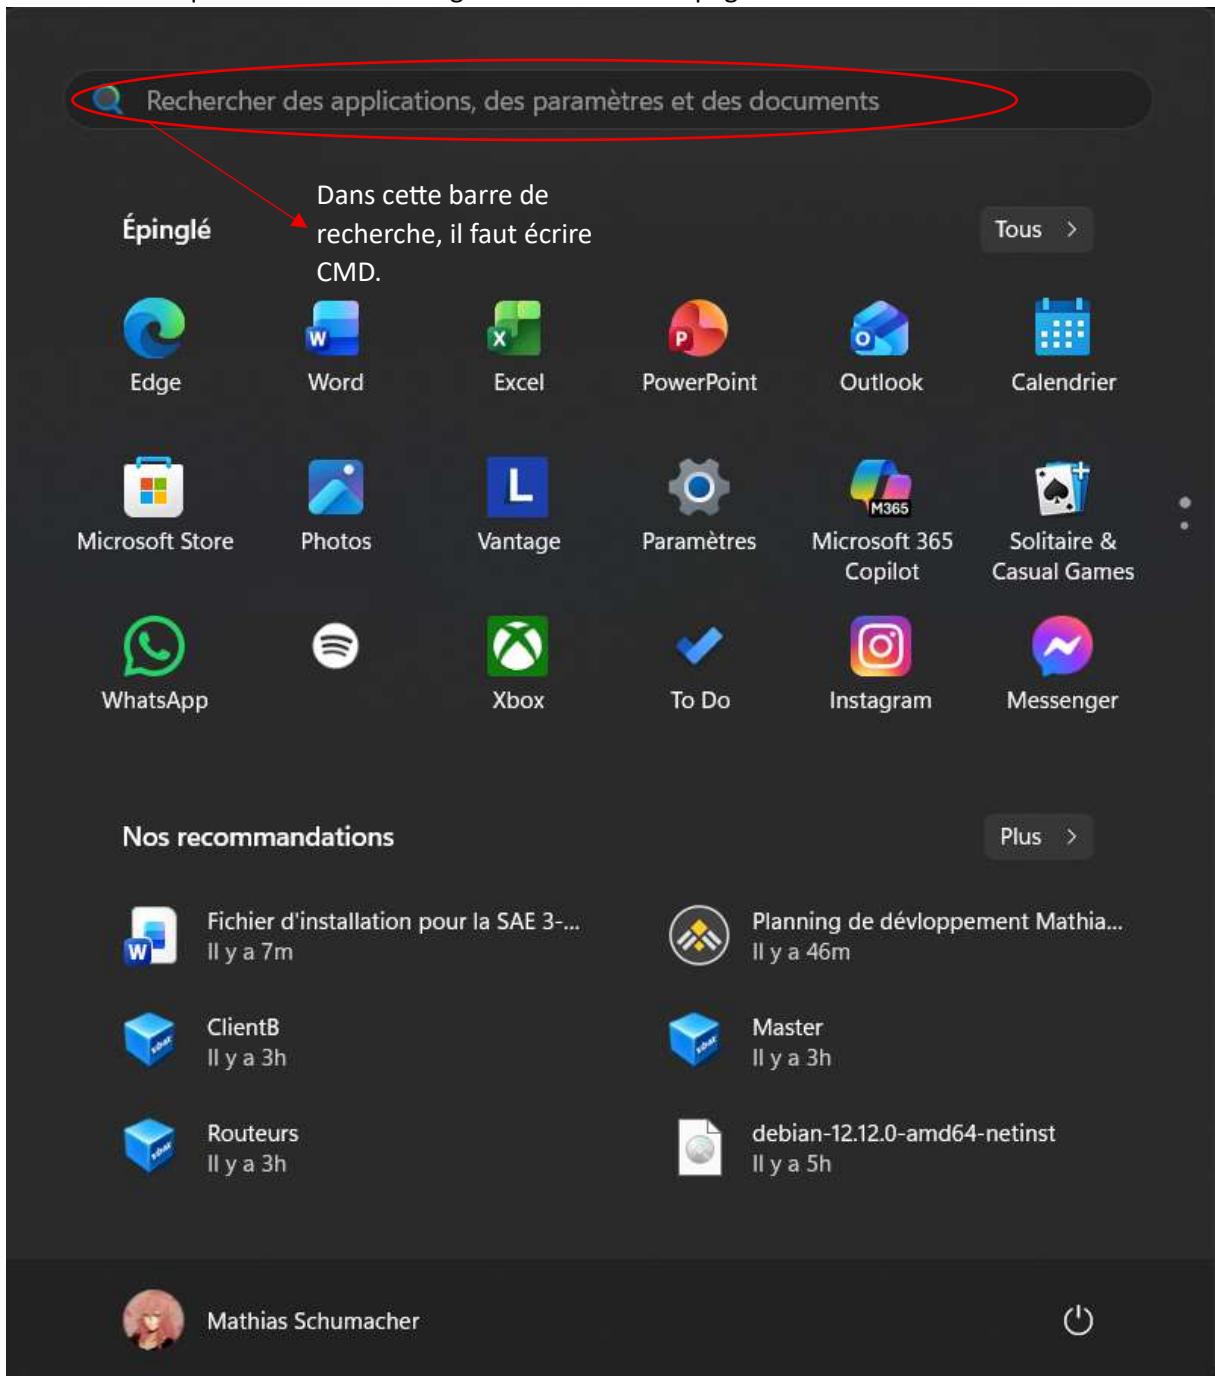 Rechercher des applications, des paramètres et des documents
Dans cette barre de
recherche, il faut écrire
CMD.
Épinglé
Tous >
Edge
Word
Excel
PowerPoint
Outlook
Calendrier
Microsoft Store
Photos
L
Vantage
Paramètres
M365
Microsoft 365
Copilot
Solitaire &
Casual Games
WhatsApp
Xbox
To Do
Instagram
Messenger
Nos recommandations
Plus >
Fichier d'installation pour la SAE 3-...
Il y a 7m
Planning de dévloppement Mathia...
Il y a 46m
ClientB
Il y a 3h
Master
Il y a 3h
Routeurs
Il y a 3h
debian-12.12.0-amd64-netinst
Il y a 5h
Mathias Schumacher